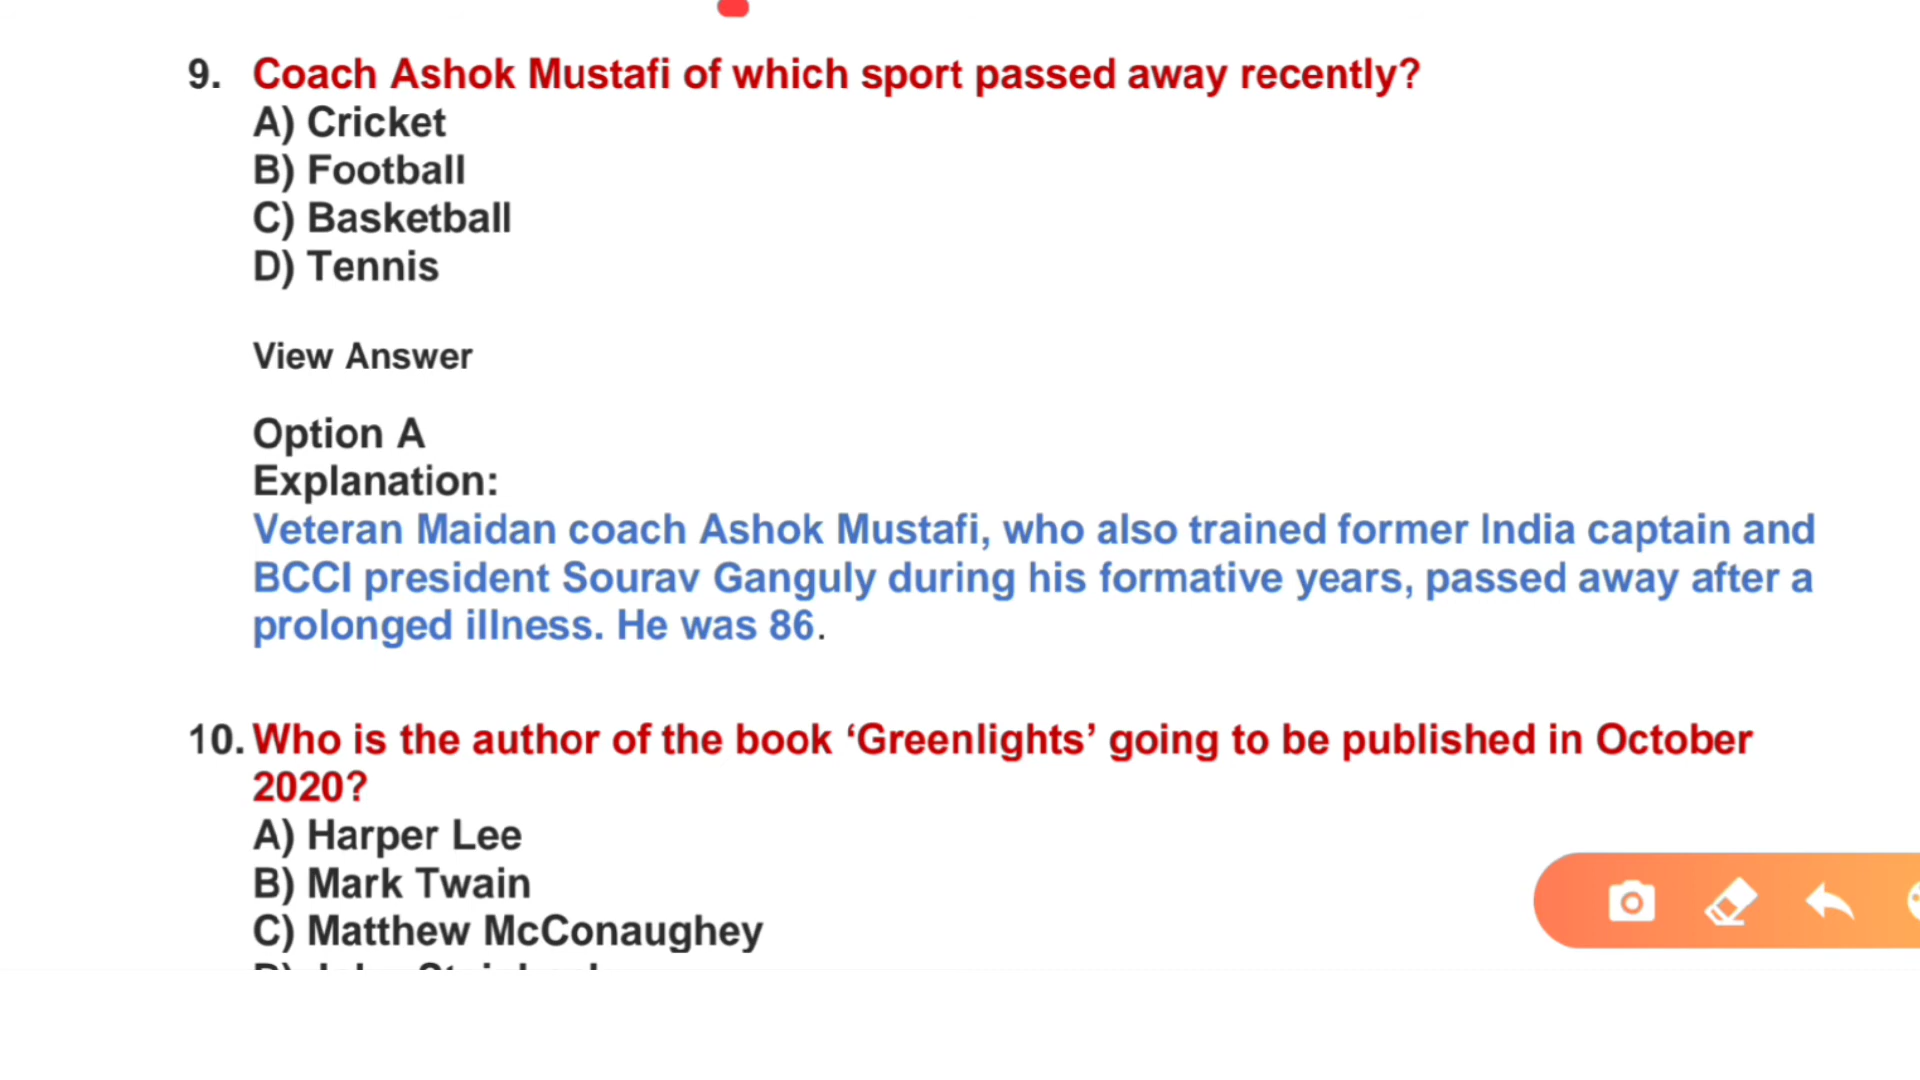 9. Coach Ashok Mustafi of which sport passed away recently?
A) Cricket
B) Football
C) Basketball
D) Tennis
View Answer
Option A
Explanation:
Veteran Maidan coach Ashok Mustafi, who also trained former India captain and
BCCI president Sourav Ganguly during his formative years, passed away after a
prolonged illness. He was 86.
10. Who is the author of the book ‘Greenlights’ going to be published in October
2020?
A) Harper Lee
B) Mark Twain
C) Matthew McConaughey